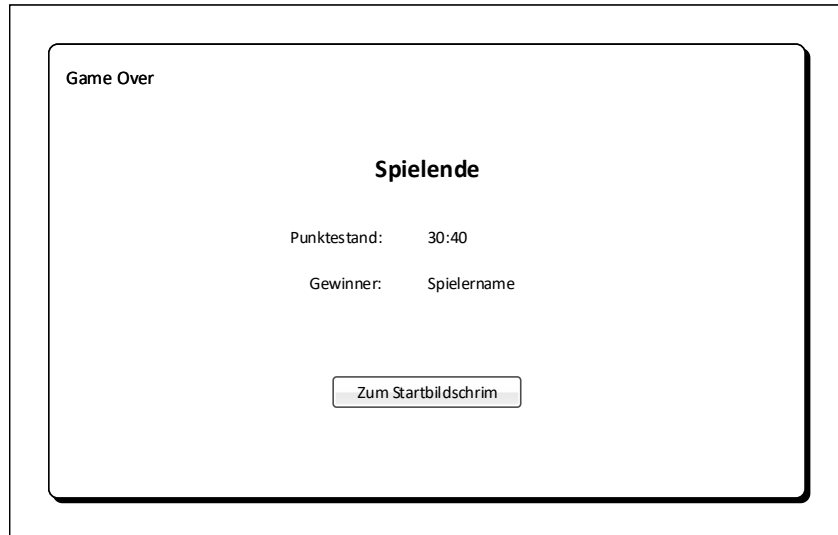 Game Over
Spielende
Punktestand: 30:40
Gewinner: Spielername
Zum Startbildschrim